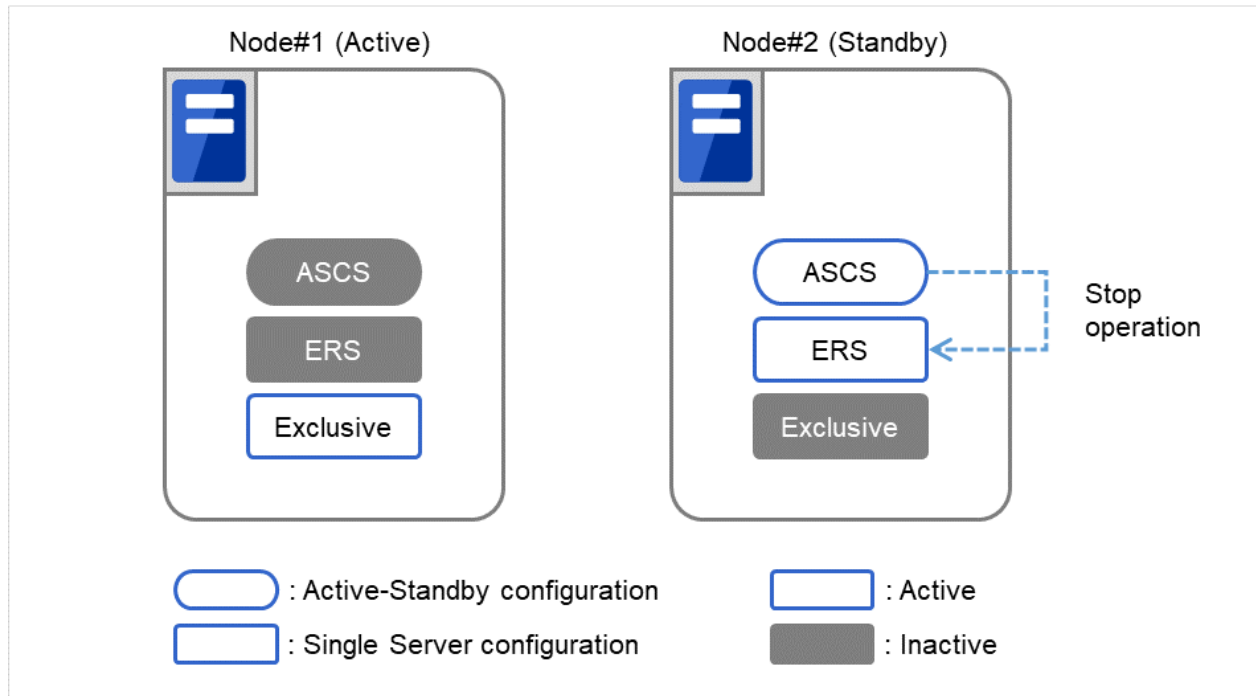 Node#1 (Active)
Node#2 (Standby)
ASCS
ERS
Exclusive
ASCS
ERS
Exclusive
Stop
operation
: Active-Standby configuration
: Single Server configuration
: Active
: Inactive